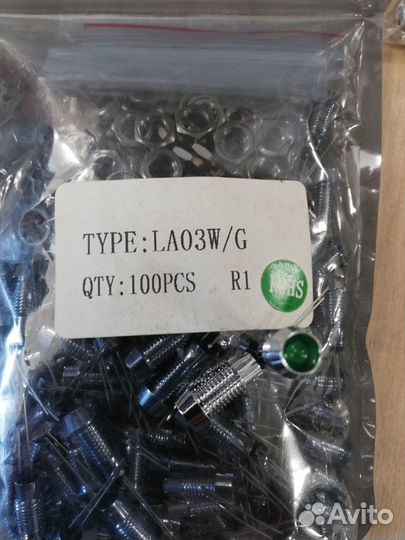 TYPE:LA03W/G
QTY:100PCS R1
RoHS
Avito